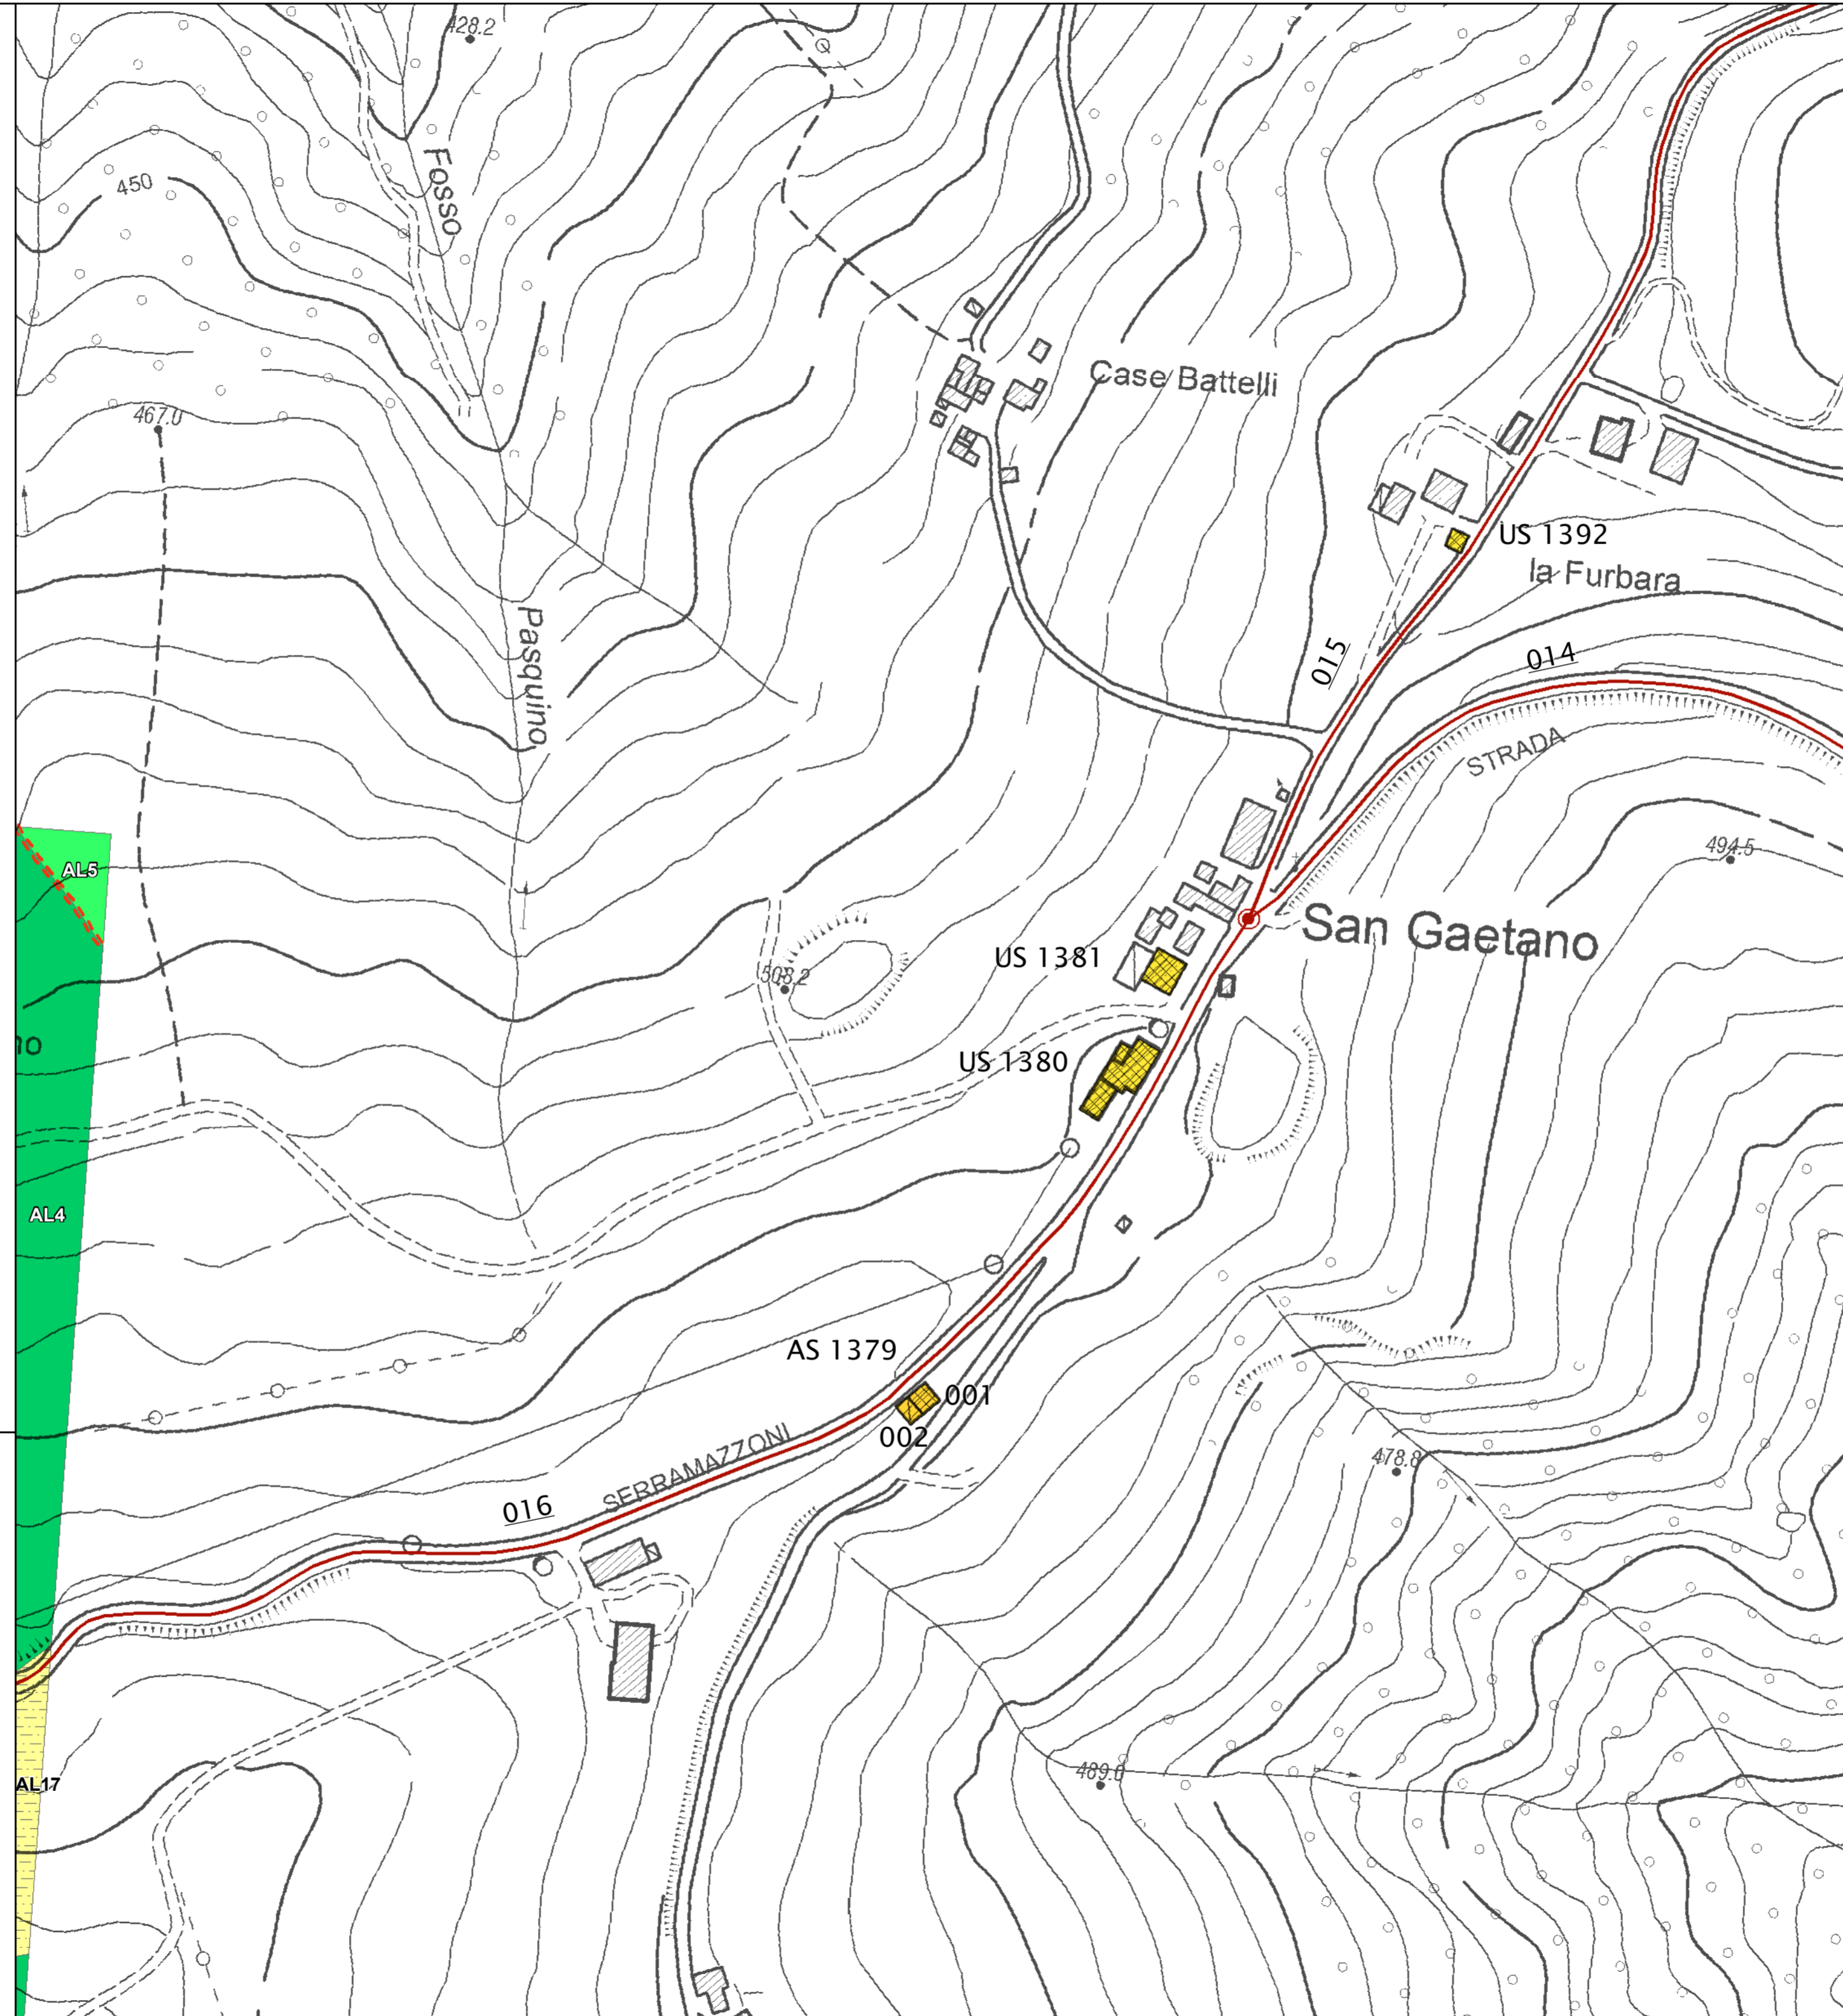 428.2
Fosso
450
467.0
Case Battelli
US 1392
la Furbara
Pasquino
015
014
STRADA
494.5
AL5
San Gaetano
US 1381
508.2
no
US 1380
AL4
AS 1379
001
002
SERRAMAZZONI
478.8
016
489.0
AL17